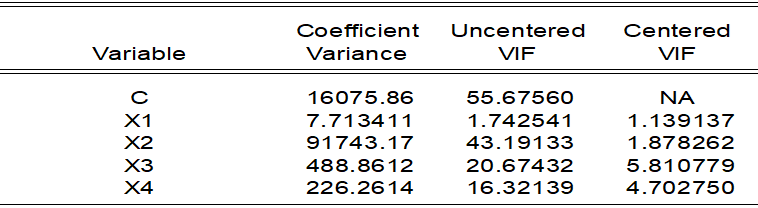 Coefficient Uncentered Centered
Variable Variance VIF VIF
C 16075.86 55.67560 NA
X1 7.713411 1.742541 1.139137
X2 91743.17 43.19133 1.878262
X3 488.8612 20.67432 5.810779
X4 226.2614 16.32139 4.702750